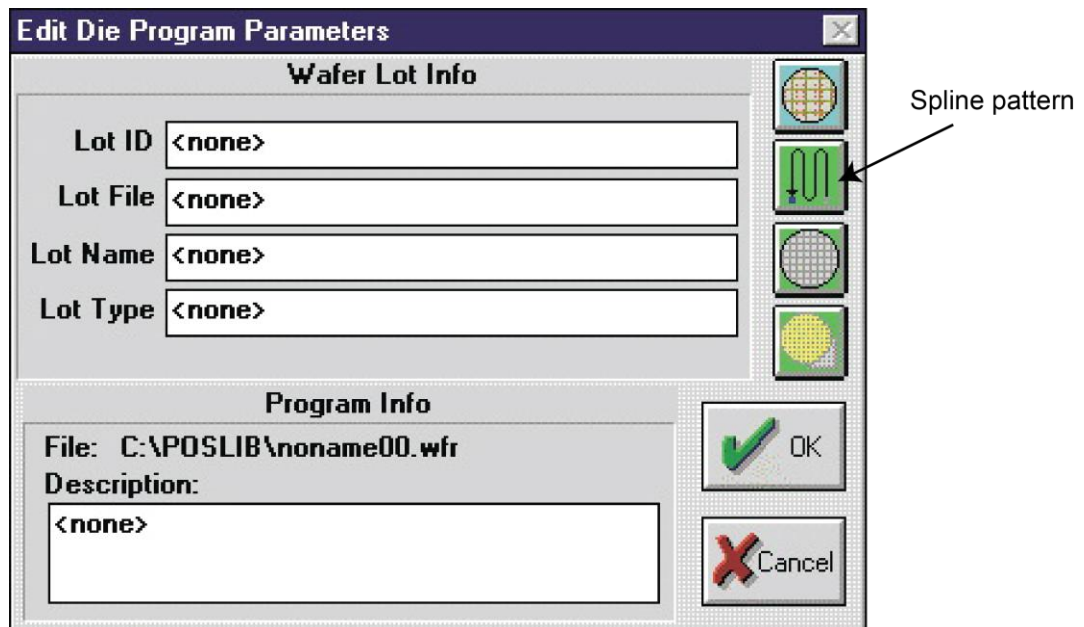 Edit Die Program Parameters
Wafer Lot Info
Spline pattern
Lot ID <none>
Lot File <none>
Lot Name <none>
Lot Type <none>
Program Info
File: C:\POSLIB\noname00.wfr
OK
Description:
<none>
Cancel